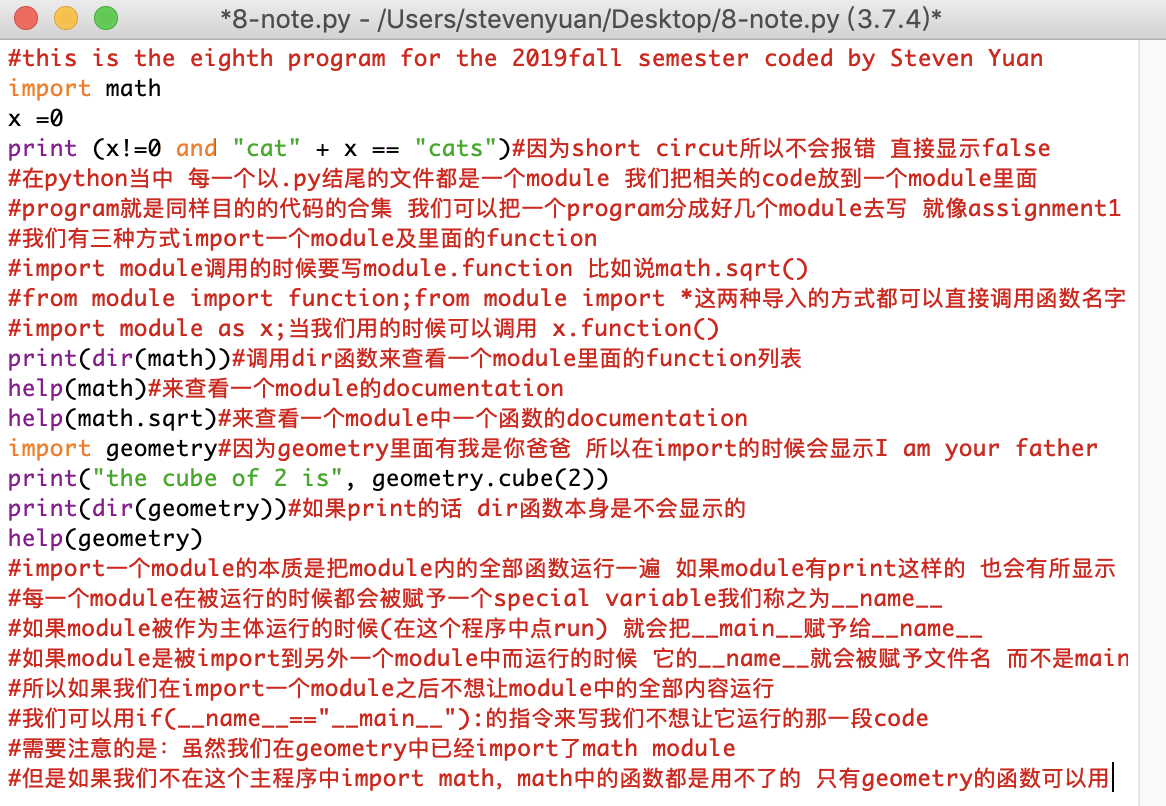 *8-note.py - /Users/stevenyuan/Desktop/8-note.py (3.7.4)*
#this is the eighth program for the 2019fall semester coded by Steven Yuan
import math
x =0
print (x!=0 and "cat" + x == "cats")#因为short circut所以不会报错 直接显示false
#在python当中 每一个以.py结尾的文件都是一个module 我们把相关的code放到一个module里面
#program就是同样目的的代码的合集 我们可以把一个program分成好几个module去写 就像assignment1
#我们有三种方式import一个module及里面的function
#import module调用的时候要写module.function 比如说math.sqrt()
#from module import function;from module import *这两种导入的方式都可以直接调用函数名字
#import module as x;当我们用的时候可以调用 x.function()
print(dir(math))#调用dir函数来查看一个module里面的function列表
help(math)#来查看一个module的documentation
help(math.sqrt)#来查看一个module中一个函数的documentation
import geometry#因为geometry里面有我是你爸爸 所以在import的时候会显示I am your father
print("the cube of 2 is", geometry.cube(2))
print(dir(geometry))#如果print的话 dir函数本身是不会显示的
help(geometry)
#import一个module的本质是把module内的全部函数运行一遍 如果module有print这样的 也会有所显示
#每一个module在被运行的时候都会被赋予一个special variable我们称之为__name__
#如果module被作为主体运行的时候(在这个程序中点run) 就会把__main__赋予给__name__
#如果module是被import到另外一个module中而运行的时候 它的__name__就会被赋予文件名 而不是main
#所以如果我们在import一个module之后不想让module中的全部内容运行
#我们可以用if(__name__=="__main__"):的指令来写我们不想让它运行的那一段code
#需要注意的是：虽然我们在geometry中已经import了math module
#但是如果我们不在这个主程序中import math，math中的函数都是用不了的 只有geometry的函数可以用